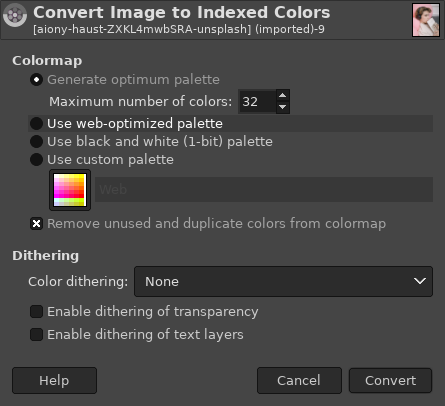 Convert Image to Indexed Colors
[aiony-haust-ZXKL4mwbSRA-unsplash] (imported)-9
Colormap
Generate optimum palette
Maximum number of colors: 32
Use web-optimized palette
Use black and white (1-bit) palette
Use custom palette
Web
Remove unused and duplicate colors from colormap
Dithering
Color dithering: None
Enable dithering of transparency
Enable dithering of text layers
Help Cancel Convert